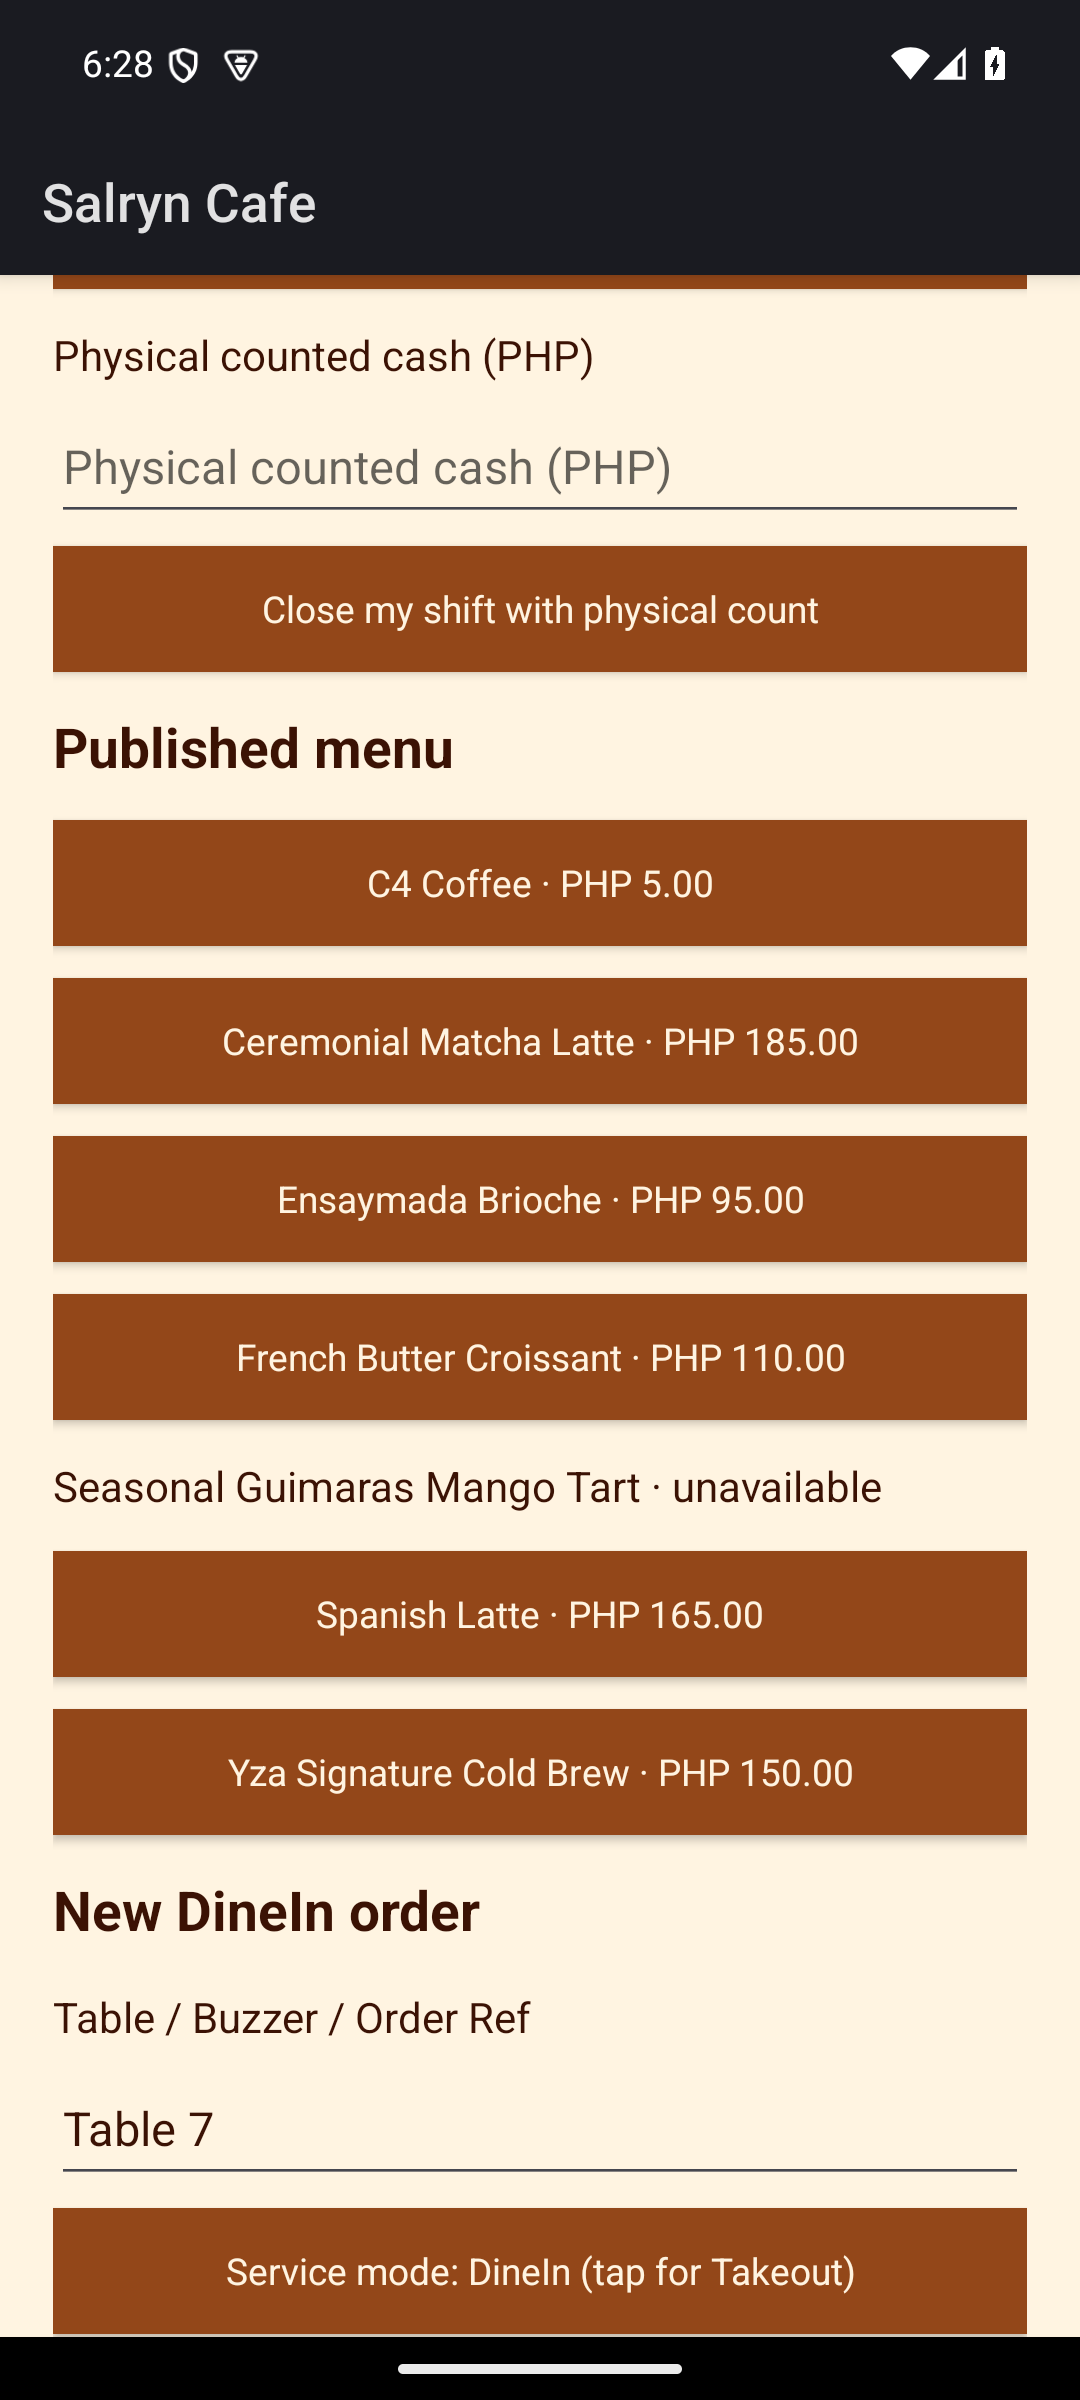 6:28
Salryn Cafe
Physical counted cash (PHP)
Physical counted cash (PHP)
Close my shift with physical count
Published menu
C4 Coffee · PHP 5.00
Ceremonial Matcha Latte · PHP 185.00
Ensaymada Brioche · PHP 95.00
French Butter Croissant · PHP 110.00
Seasonal Guimaras Mango Tart · unavailable
Spanish Latte · PHP 165.00
Yza Signature Cold Brew · PHP 150.00
New DineIn order
Table / Buzzer / Order Ref
Table 7
Service mode: DineIn (tap for Takeout)